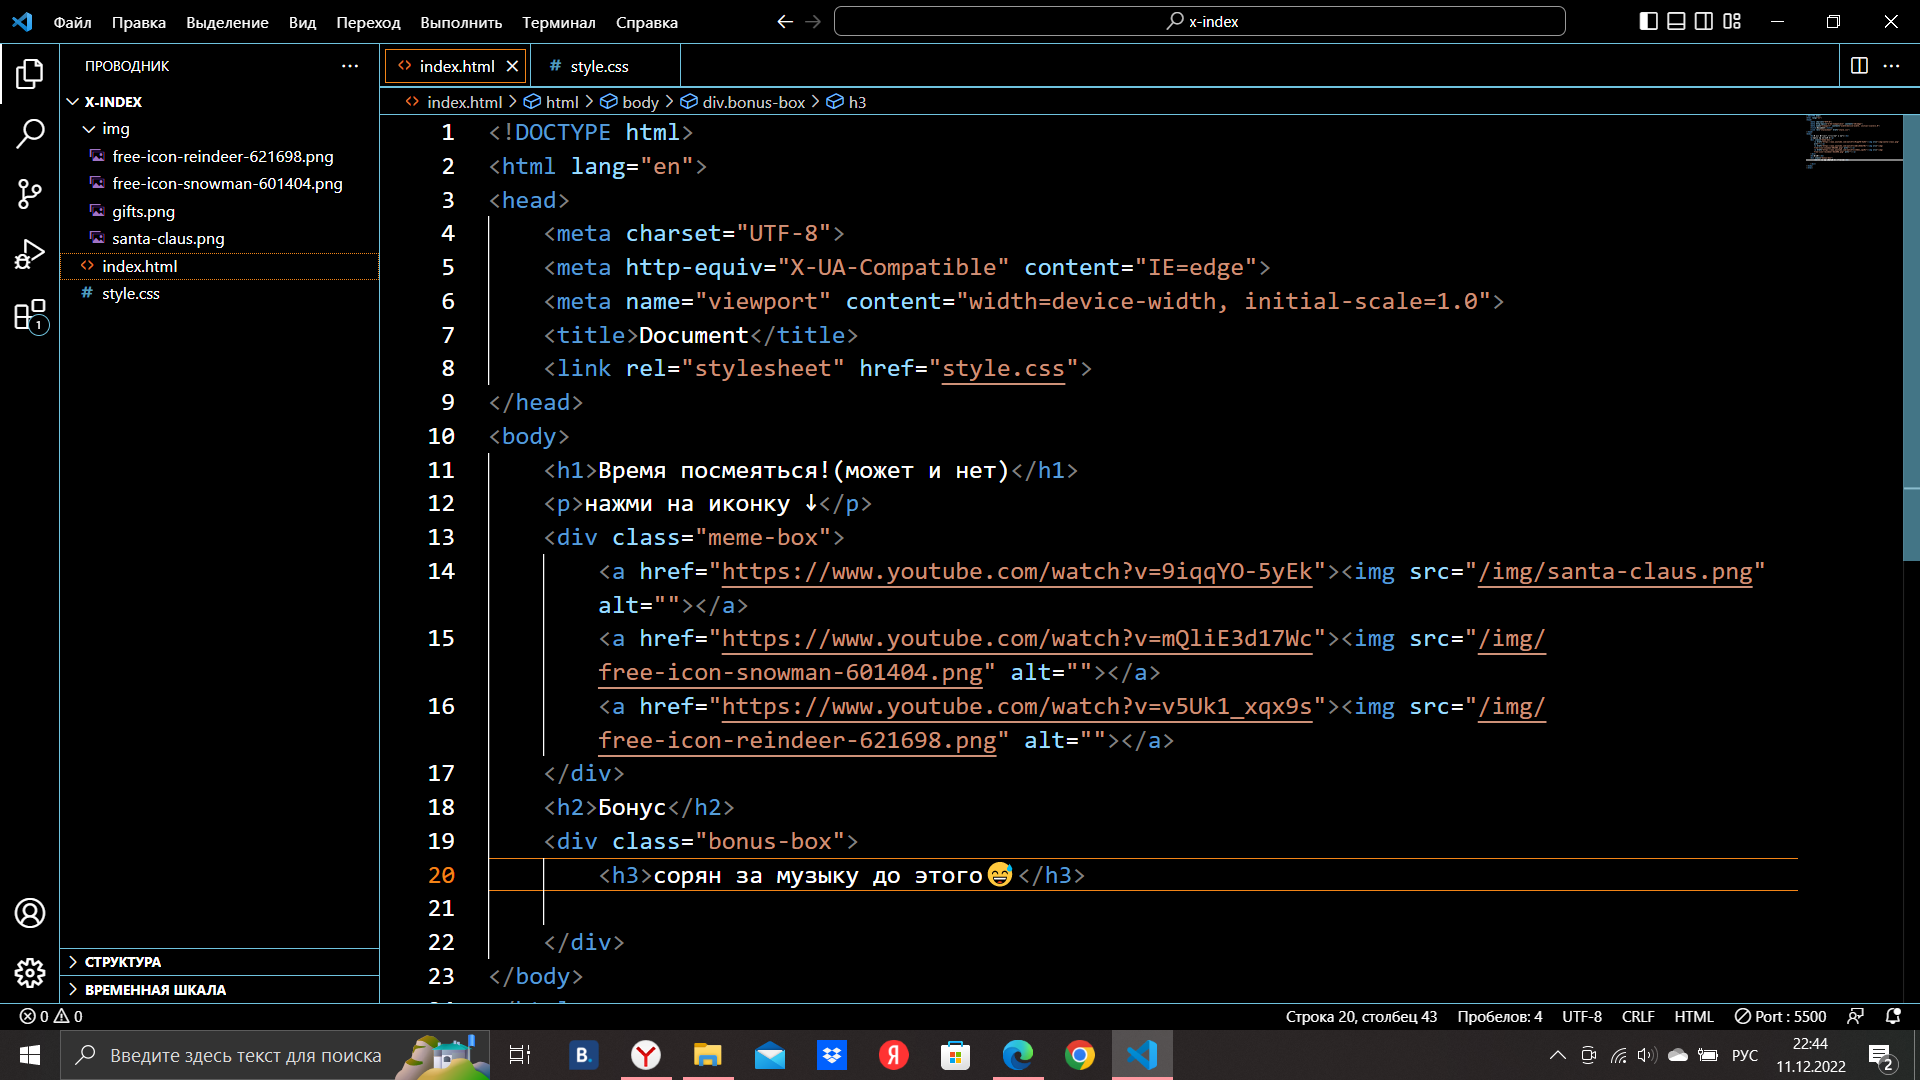 Файл Правка Выделение Вид Переход Выполнить Терминал Справка x-index
ПРОВОДНИК
index.html
style.css
X-INDEX
index.html > html > body > div.bonus-box > h3
img
free-icon-reindeer-621698.png
free-icon-snowman-601404.png
gifts.png
santa-claus.png
index.html
style.css
1
1 <!DOCTYPE html>
2 <html lang="en">
3 <head>
4 <meta charset="UTF-8">
5 <meta http-equiv="X-UA-Compatible" content="IE=edge">
6 <meta name="viewport" content="width=device-width, initial-scale=1.0">
7 <title>Document</title>
8 <link rel="stylesheet" href="style.css">
9 </head>
10 <body>
11 <h1>Время посмеяться!(может и нет)</h1>
12 <p>нажми на иконку ↓</p>
13 <div class="meme-box">
14 <a href="https://www.youtube.com/watch?v=9iqqYO-5yEk"><img src="/img/santa-claus.png"
alt=""></a>
15 <a href="https://www.youtube.com/watch?v=mQliE3d17Wc"><img src="/img/
free-icon-snowman-601404.png" alt=""></a>
16 <a href="https://www.youtube.com/watch?v=v5Uk1_xqx9s"><img src="/img/
free-icon-reindeer-621698.png" alt=""></a>
17 </div>
18 <h2>Бонус</h2>
19 <div class="bonus-box">
20 <h3>сорян за музыку до этого😅</h3>
21
22 </div>
23 </body>
СТРУКТУРА
ВРЕМЕННАЯ ШКАЛА
0 0 Строка 20, столбец 43 Пробелов: 4 UTF-8 CRLF HTML Port : 5500
Введите здесь текст для поиска
B.
Я
РУС
22:44
11.12.2022
2